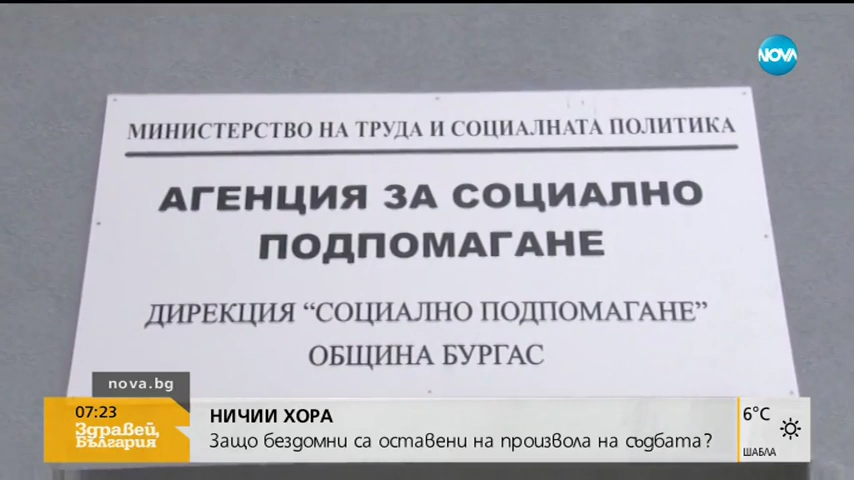 NOVA
МИНИСТЕРСТВО НА ТРУДА И СОЦИАЛНАТА ПОЛИТИКА
АГЕНЦИЯ ЗА СОЦИАЛНО
ПОДПОМАГАНЕ
ДИРЕКЦИЯ “СОЦИАЛНО ПОДПОМАГАНЕ”
ОБЩИНА БУРГАС
nova.bg
07:23
Здравей,
България
НИЧИИ ХОРА
Защо бездомни са оставени на произвола на съдбата?
6°C
ШАБЛА